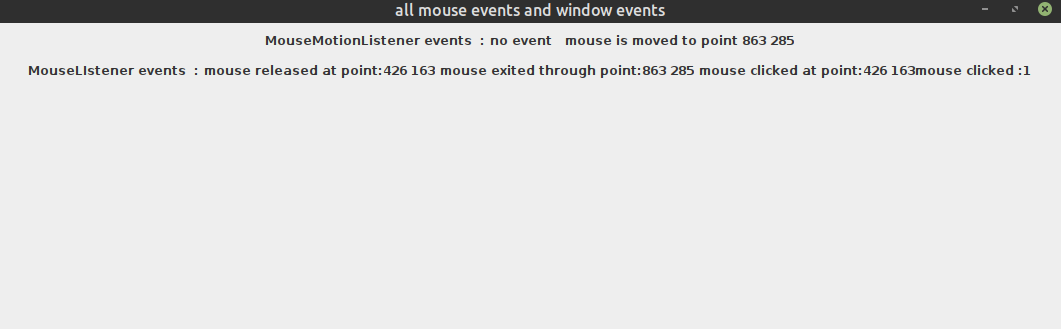 all mouse events and window events
MouseMotionListener events : no event mouse is moved to point 863 285
MouseLIstener events : mouse released at point:426 163 mouse exited through point:863 285 mouse clicked at point:426 163mouse clicked :1